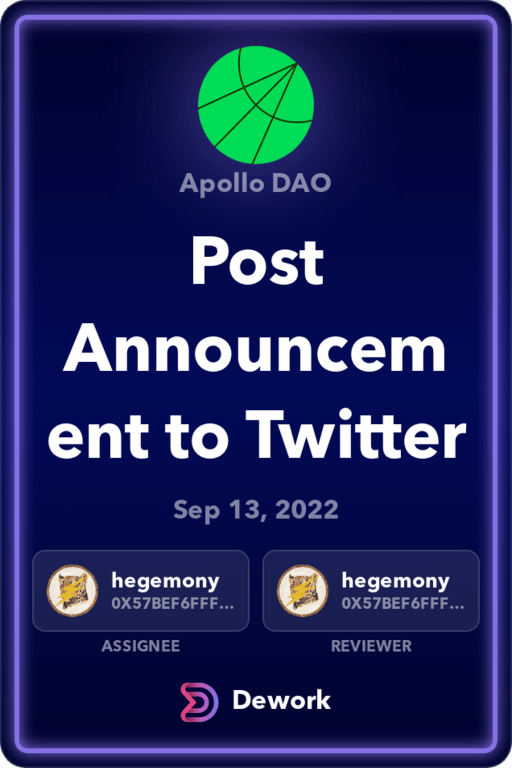 Apollo DAO
Post
Announcem
ent to Twitter
Sep 13, 2022
hegemony
0X57BEF6FFF...
ASSIGNEE
hegemony
0X57BEF6FFF...
REVIEWER
Dework